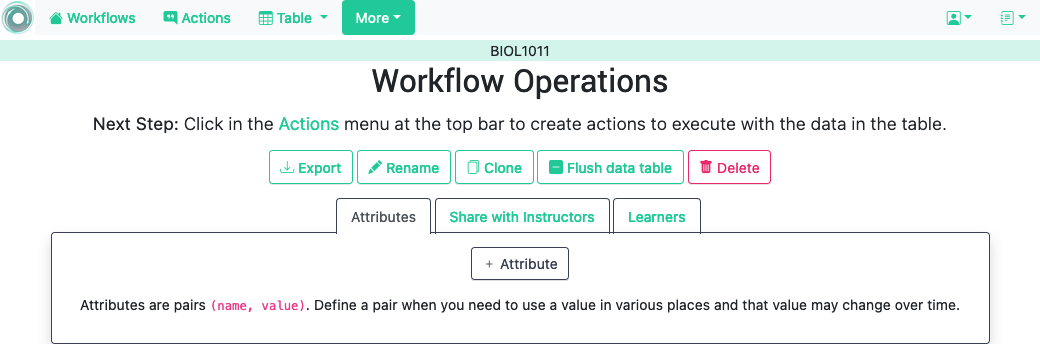 Workflows Actions Table More
BIOL1011
Workflow Operations
Next Step: Click in the Actions menu at the top bar to create actions to execute with the data in the table.
Export Rename Clone Flush data table Delete
Attributes Share with Instructors Learners
+ Attribute
Attributes are pairs (name, value). Define a pair when you need to use a value in various places and that value may change over time.